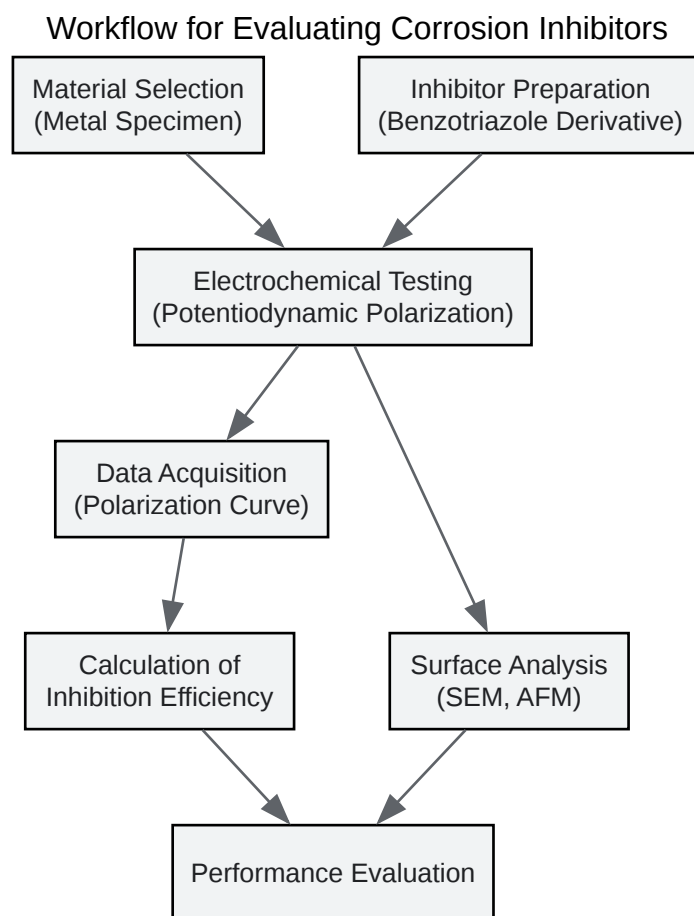 Workflow for Evaluating Corrosion Inhibitors
Material Selection
(Metal Specimen)
Inhibitor Preparation
(Benzotriazole Derivative)
Electrochemical Testing
(Potentiodynamic Polarization)
Data Acquisition
(Polarization Curve)
Calculation of
Inhibition Efficiency
Surface Analysis
(SEM, AFM)
Performance Evaluation